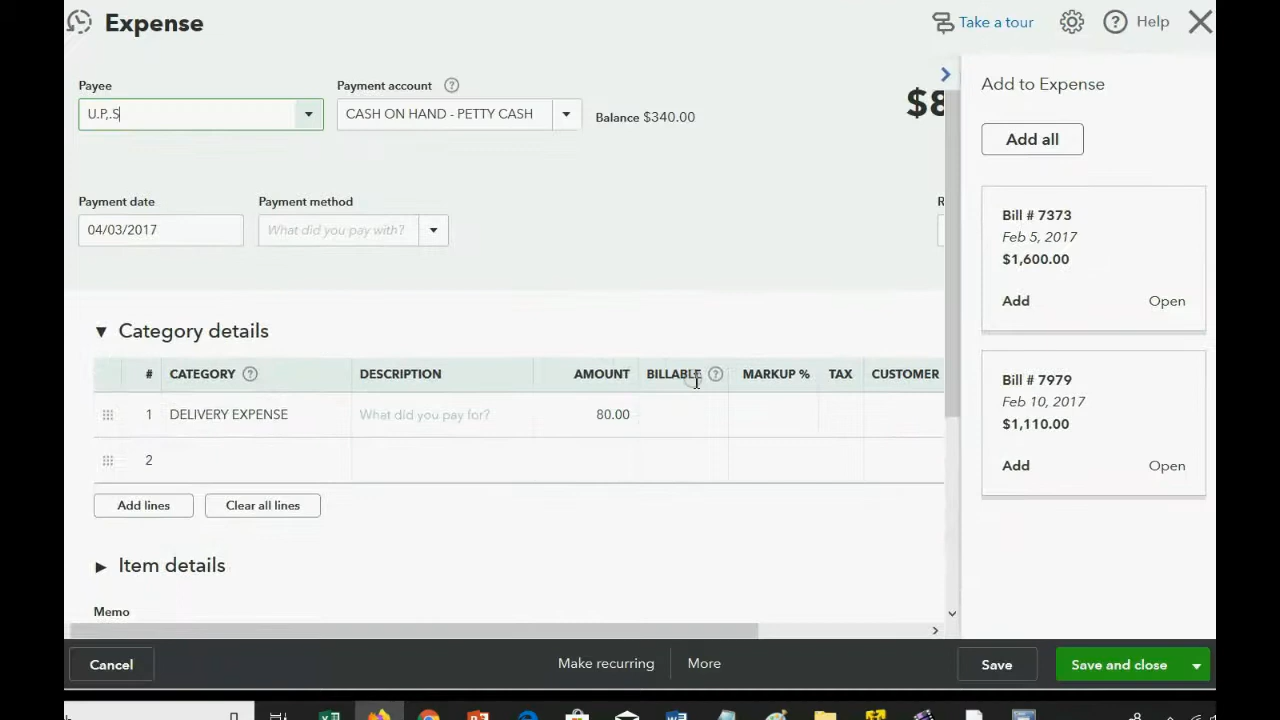 Expense
Take a tour
Help
Payee
Payment account
U.P,.S
CASH ON HAND - PETTY CASH
Balance $340.00
$8
Payment date
Payment method
R
04/03/2017
What did you pay with?
Category details
# CATEGORY DESCRIPTION AMOUNT BILLABLE MARKUP % TAX CUSTOMER
1 DELIVERY EXPENSE What did you pay for? 80.00
2
Add lines
Clear all lines
Item details
Memo
Add to Expense
Add all
Bill # 7373
Feb 5, 2017
$1,600.00
Add Open
Bill # 7979
Feb 10, 2017
$1,110.00
Add Open
Cancel
Make recurring
More
Save
Save and close